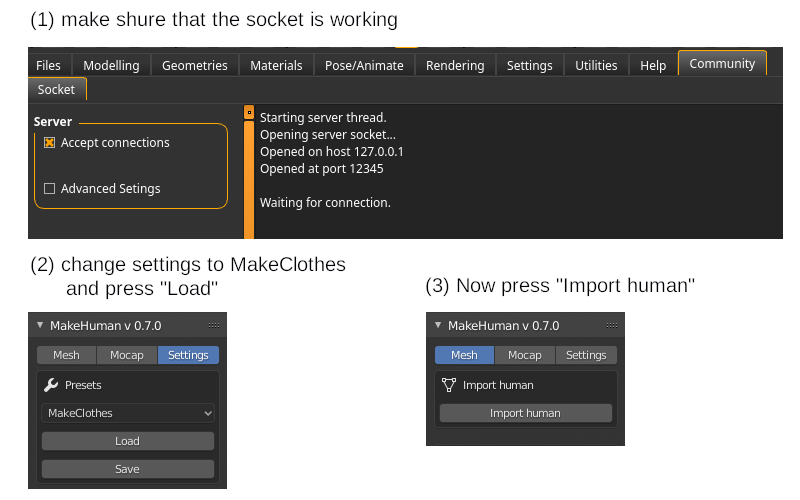 (1) make shure that the socket is working
Files Modelling Geometries Materials Pose/Animate Rendering Settings Utilities Help Community
Socket
Server
Accept connections
Advanced Setings
Starting server thread.
Opening server socket...
Opened on host 127.0.0.1
Opened at port 12345
Waiting for connection.
(2) change settings to MakeClothes
and press "Load"
MakeHuman v 0.7.0
Mesh Mocap Settings
Presets
MakeClothes
Load
Save
(3) Now press "Import human"
MakeHuman v 0.7.0
Mesh Mocap Settings
Import human
Import human